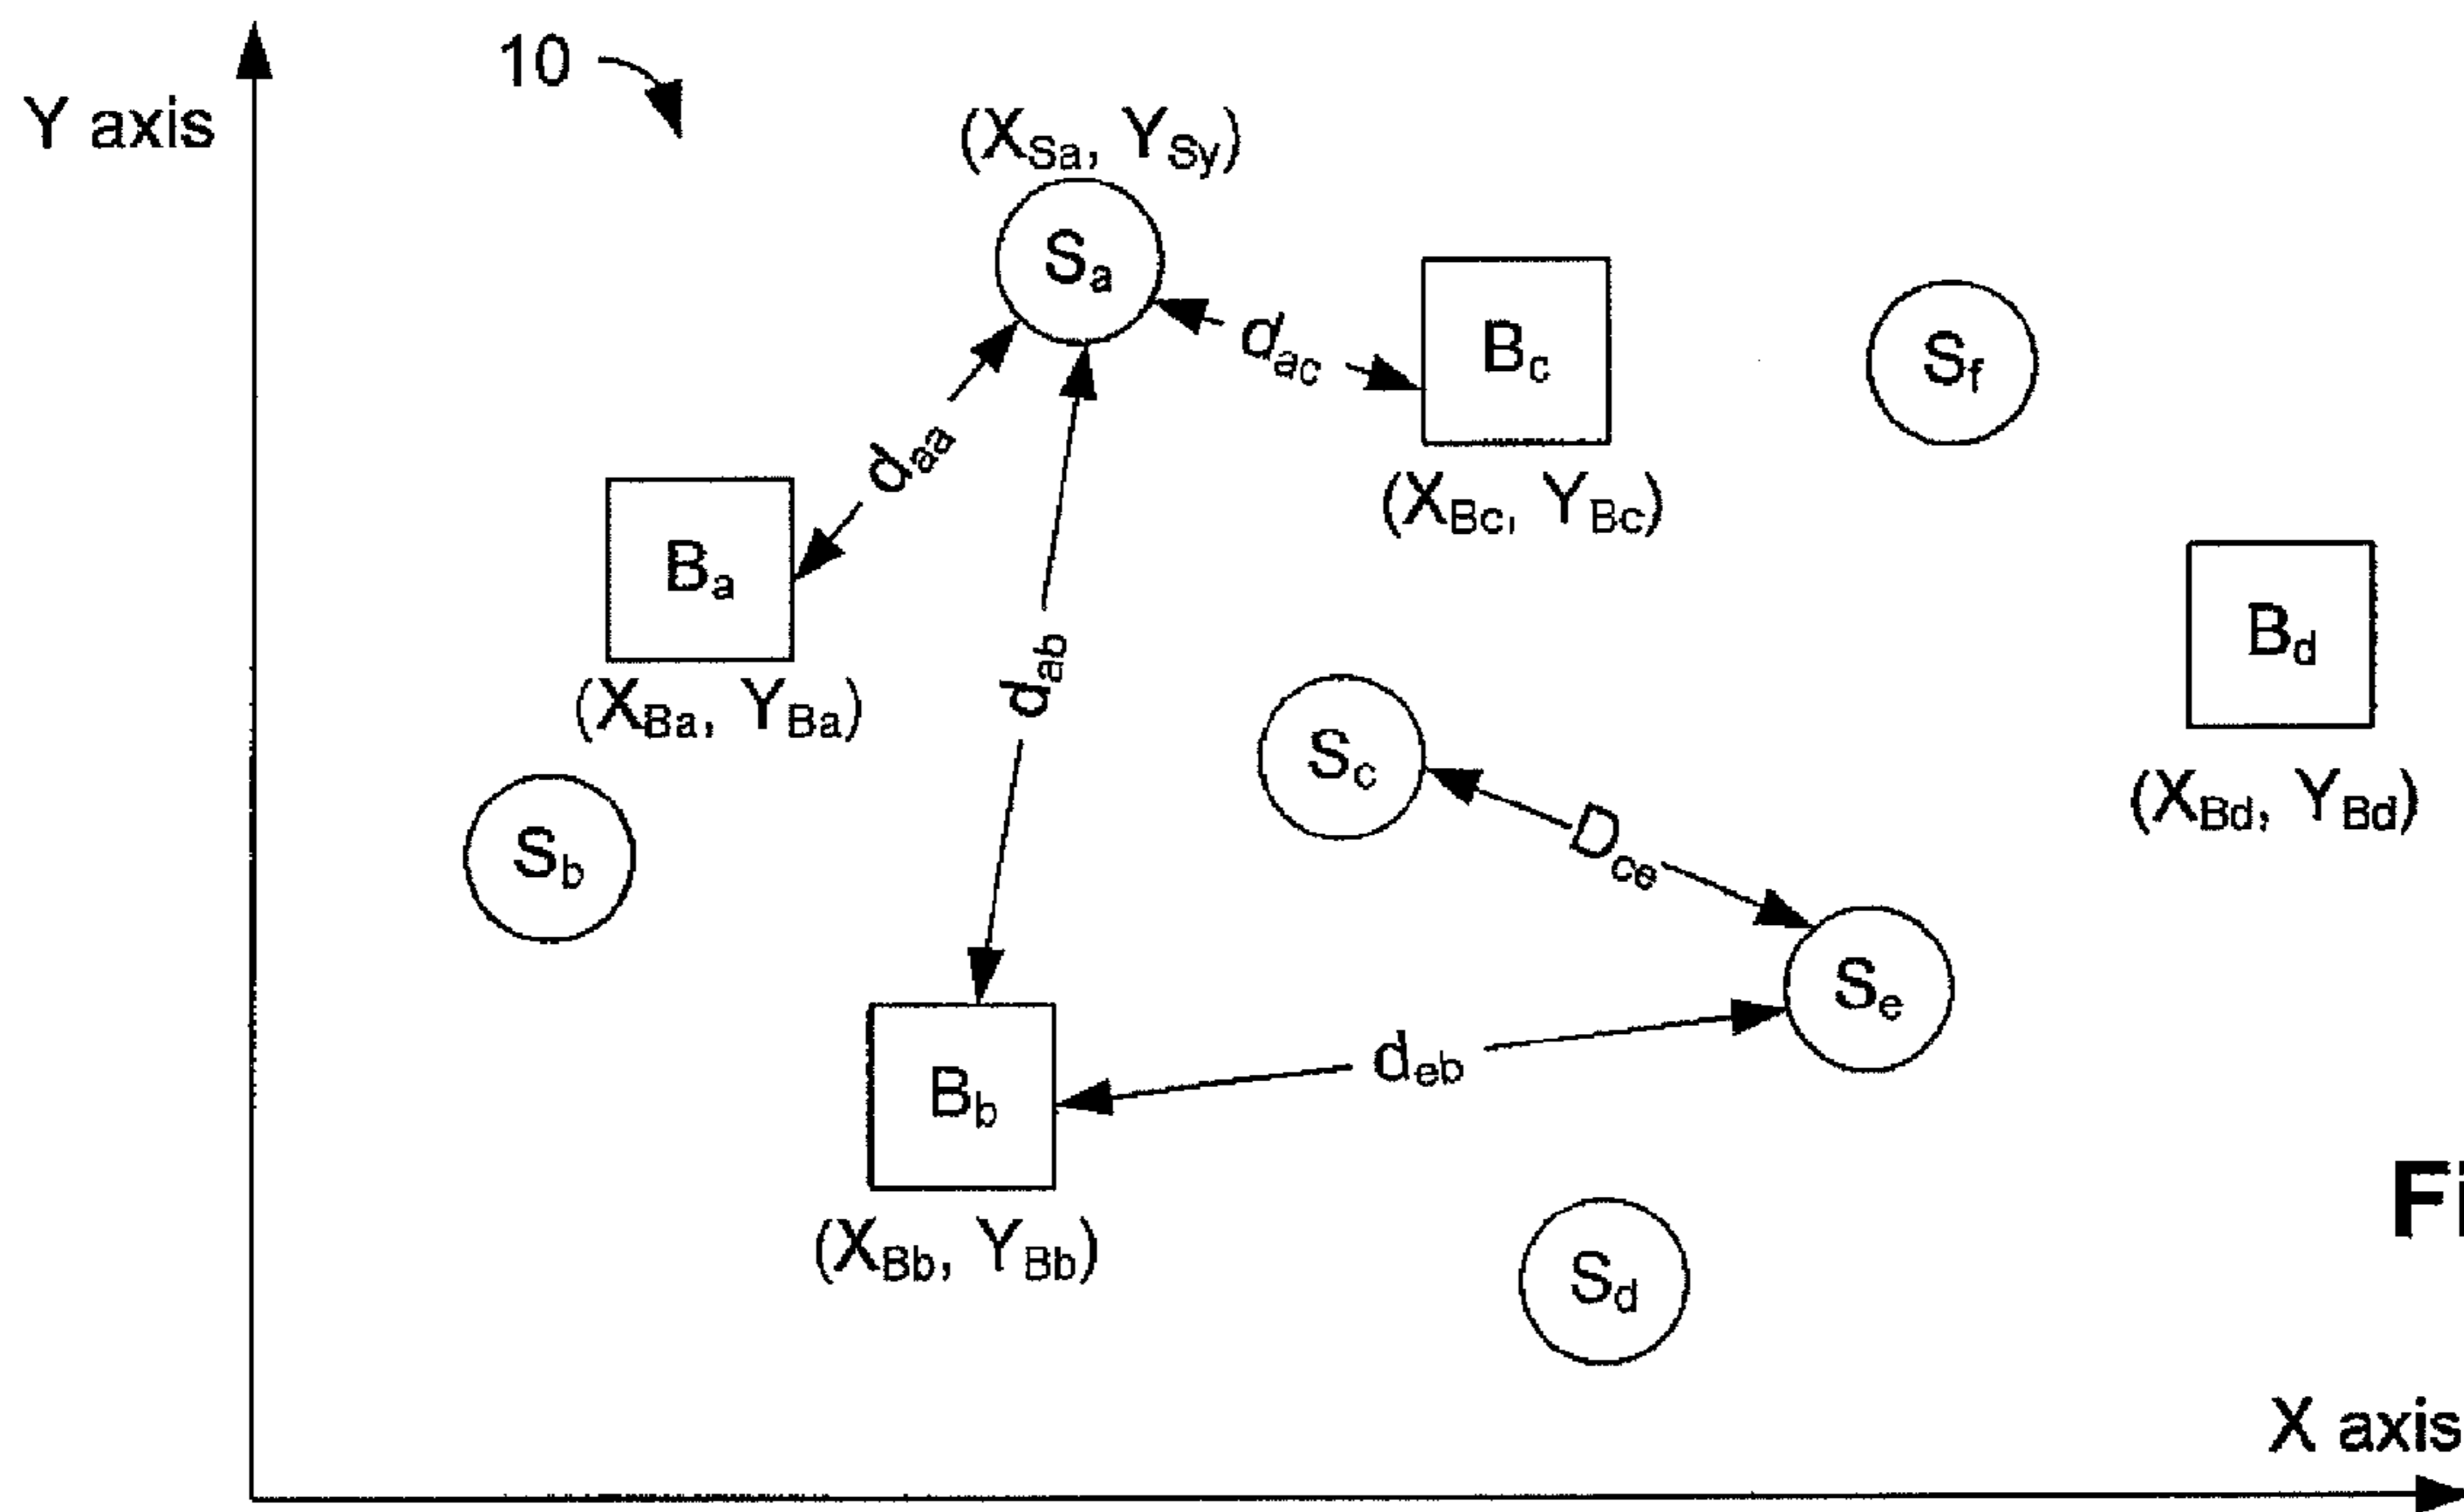 10
Y axis
(XSa, YSy)
Sa
dac
Bc
Sf
(XBc, YBc)
daa
Ba
(XBa, YBa)
dab
Bd
(XBd, YBd)
Sc
Dce
Sb
Se
Bb
deb
(XBb, YBb)
Sd
Fi
X axis